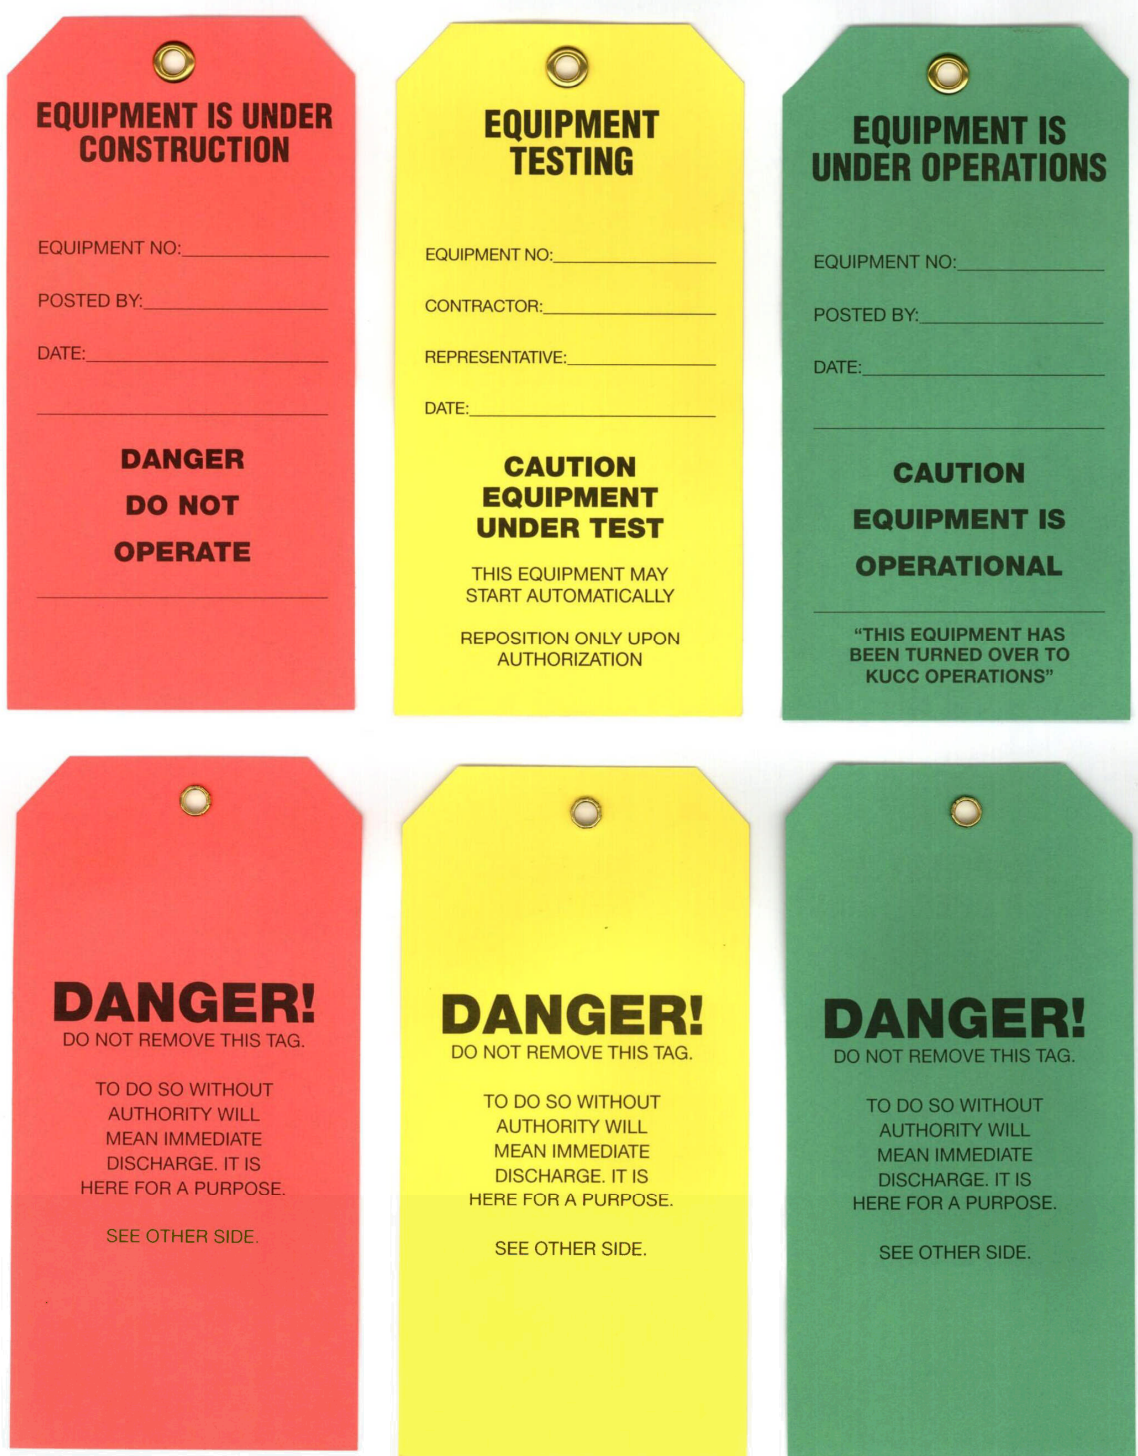 EQUIPMENT IS UNDER
CONSTRUCTION
EQUIPMENT NO:
POSTED BY:
DATE:
DANGER
DO NOT
OPERATE
EQUIPMENT
TESTING
EQUIPMENT NO:
CONTRACTOR:
REPRESENTATIVE:
DATE:
CAUTION
EQUIPMENT
UNDER TEST
THIS EQUIPMENT MAY
START AUTOMATICALLY
REPOSITION ONLY UPON
AUTHORIZATION
EQUIPMENT IS
UNDER OPERATIONS
EQUIPMENT NO:
POSTED BY:
DATE:
CAUTION
EQUIPMENT IS
OPERATIONAL
“THIS EQUIPMENT HAS
BEEN TURNED OVER TO
KUCC OPERATIONS”
DANGER!
DO NOT REMOVE THIS TAG.
TO DO SO WITHOUT
AUTHORITY WILL
MEAN IMMEDIATE
DISCHARGE. IT IS
HERE FOR A PURPOSE.
SEE OTHER SIDE.
DANGER!
DO NOT REMOVE THIS TAG.
TO DO SO WITHOUT
AUTHORITY WILL
MEAN IMMEDIATE
DISCHARGE. IT IS
HERE FOR A PURPOSE.
SEE OTHER SIDE.
DANGER!
DO NOT REMOVE THIS TAG.
TO DO SO WITHOUT
AUTHORITY WILL
MEAN IMMEDIATE
DISCHARGE. IT IS
HERE FOR A PURPOSE.
SEE OTHER SIDE.